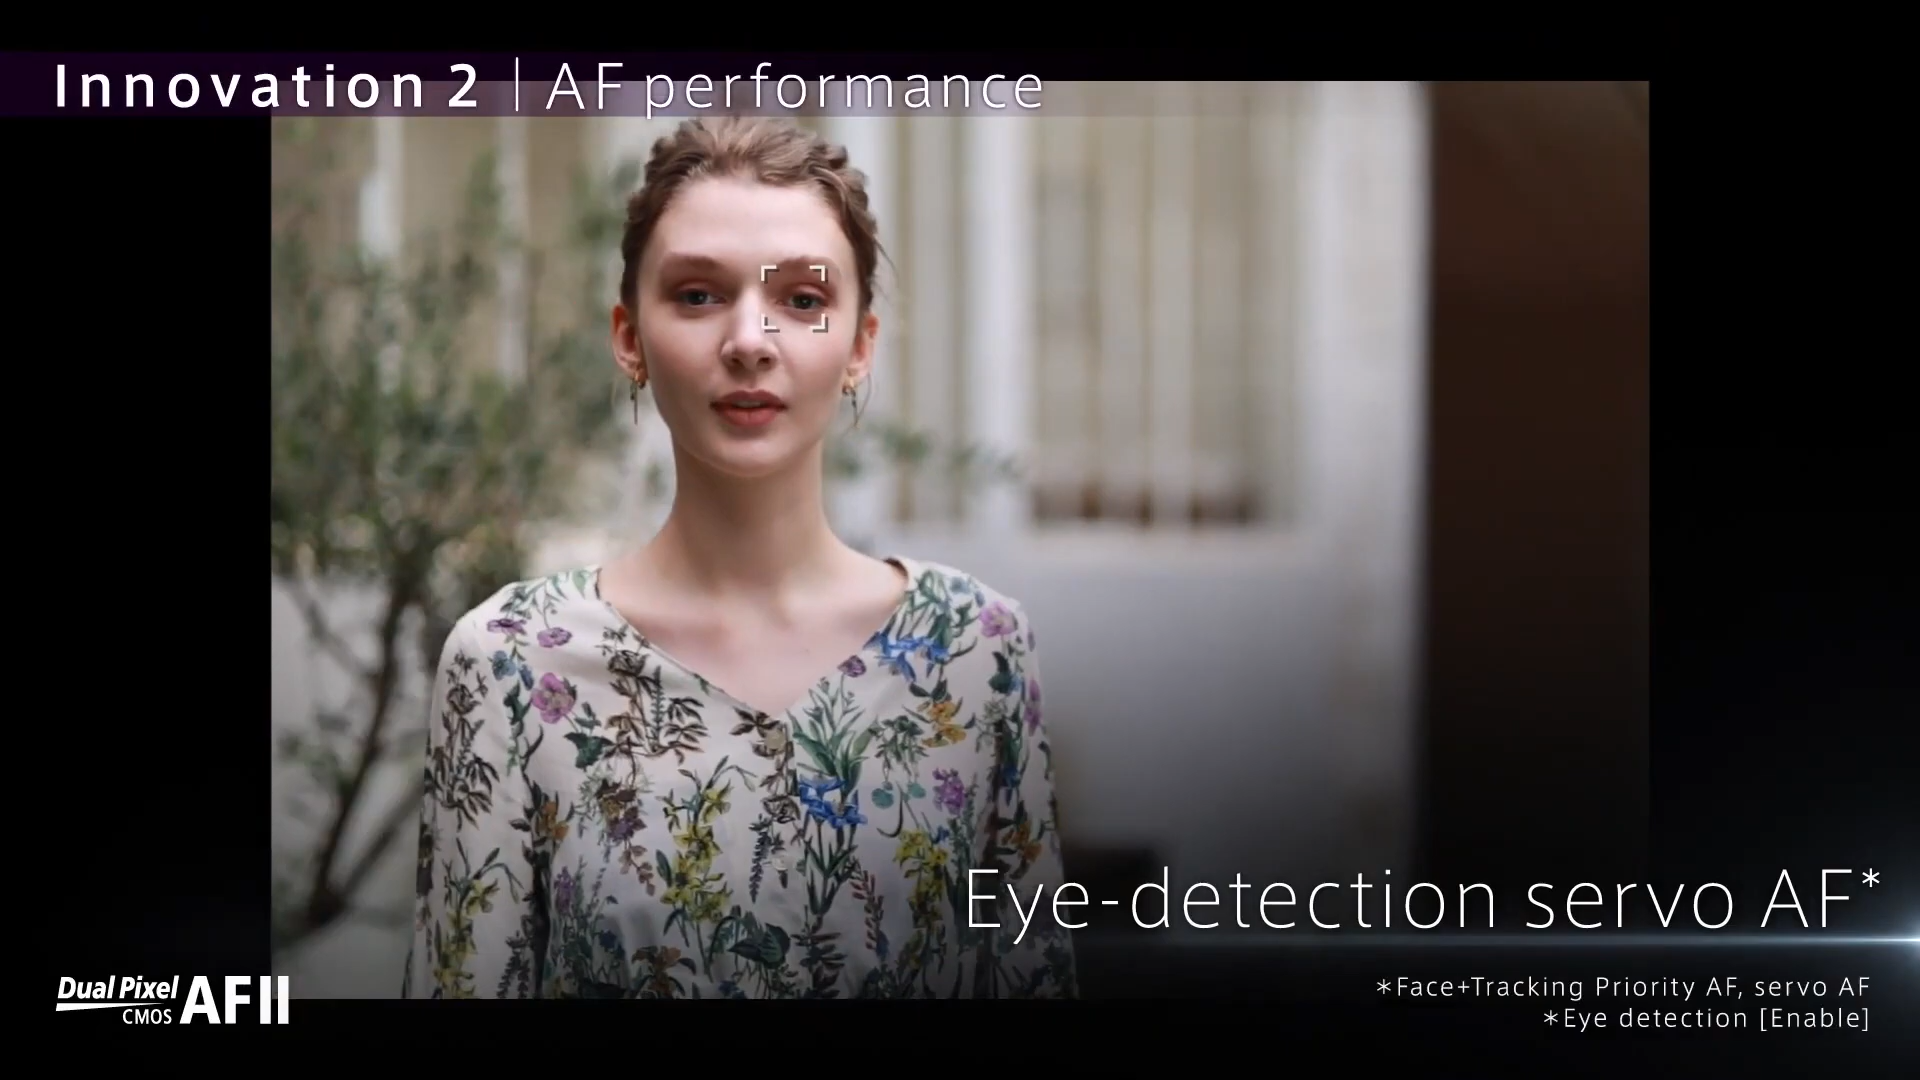 Innovation 2 | AF performance
Eye-detection servo AF*
*Face+Tracking Priority AF, servo AF
*Eye detection [Enable]
Dual Pixel
CMOS AF II